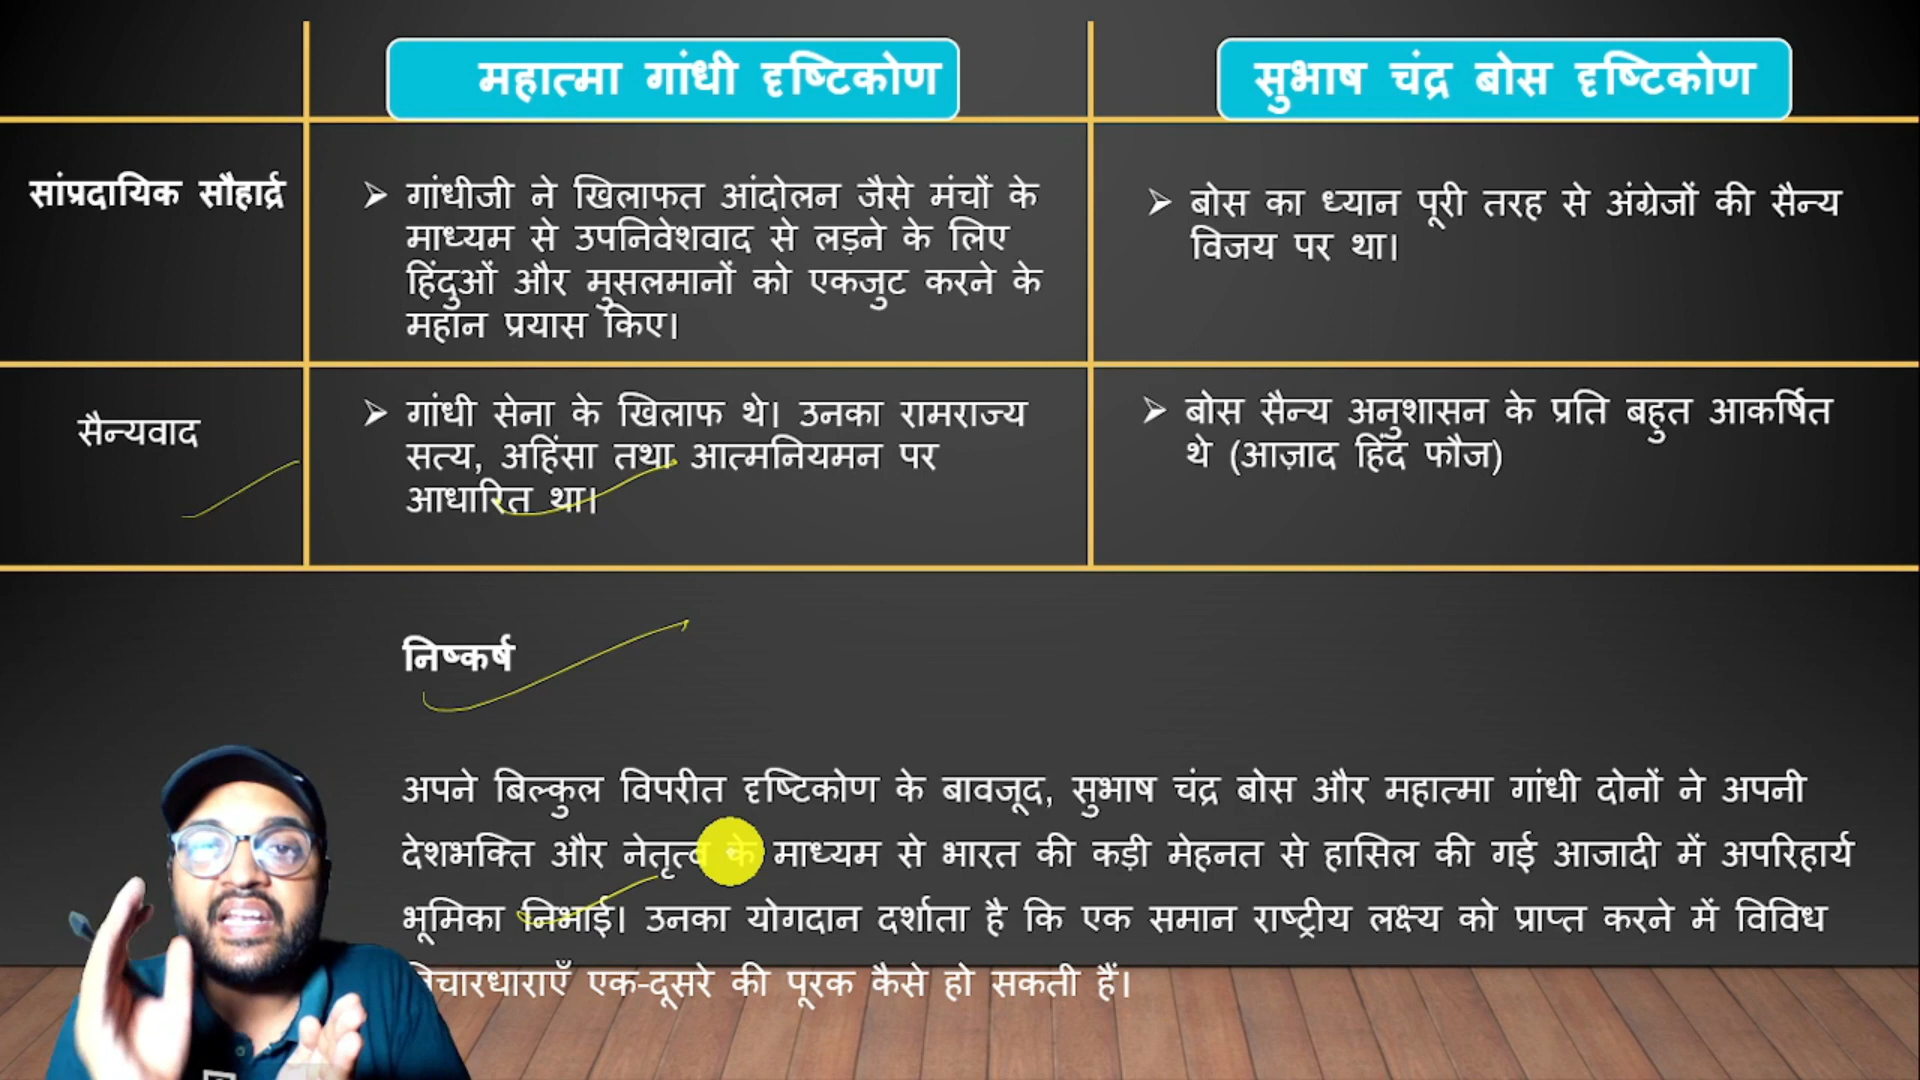 महात्मा गांधी दृष्टिकोण
सुभाष चंद्र बोस दृष्टिकोण
सांप्रदायिक सौहार्द्र
गांधीजी ने खिलाफत आंदोलन जैसे मंचों के
माध्यम से उपनिवेशवाद से लड़ने के लिए
हिंदुओं और मुसलमानों को एकजुट करने के
महान प्रयास किए।
बोस का ध्यान पूरी तरह से अंग्रेजों की सैन्य
विजय पर था।
सैन्यवाद
गांधी सेना के खिलाफ थे। उनका रामराज्य
सत्य, अहिंसा तथा आत्मनियमन पर
आधारित था।
बोस सैन्य अनुशासन के प्रति बहुत आकर्षित
थे (आज़ाद हिंद फौज)
निष्कर्ष
अपने बिल्कुल विपरीत दृष्टिकोण के बावजूद, सुभाष चंद्र बोस और महात्मा गांधी दोनों ने अपनी
देशभक्ति और नेतृत्व के माध्यम से भारत की कड़ी मेहनत से हासिल की गई आजादी में अपरिहार्य
भूमिका निभाई। उनका योगदान दर्शाता है कि एक समान राष्ट्रीय लक्ष्य को प्राप्त करने में विविध
विचारधाराएँ एक-दूसरे की पूरक कैसे हो सकती हैं।